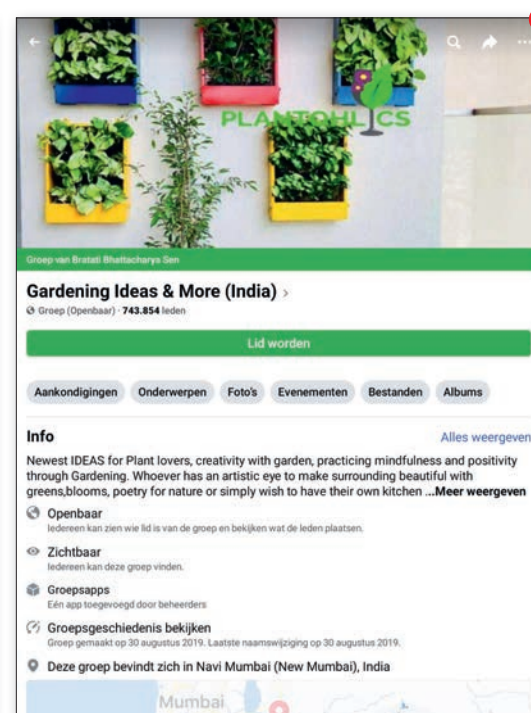 PLANTOHLICS
Groep van Bratati Bhattacharya Sen
Gardening Ideas & More (India) >
Groep (Openbaar) · 743.854 leden
Lid worden
Aankondigingen Onderwerpen Foto's Evenementen Bestanden Albums
Info Alles weergeven
Newest IDEAS for Plant lovers, creativity with garden, practicing mindfulness and positivity
through Gardening. Whoever has an artistic eye to make surrounding beautiful with
greens,blooms, poetry for nature or simply wish to have their own kitchen ...Meer weergeven
Openbaar
Iedereen kan zien wie lid is van de groep en bekijken wat de leden plaatsen.
Zichtbaar
Iedereen kan deze groep vinden.
Groepsapps
Eén app toegevoegd door beheerders
Groepsgeschiedenis bekijken
Groep gemaakt op 30 augustus 2019. Laatste naamswijziging op 30 augustus 2019.
Deze groep bevindt zich in Navi Mumbai (New Mumbai), India
Mumbai